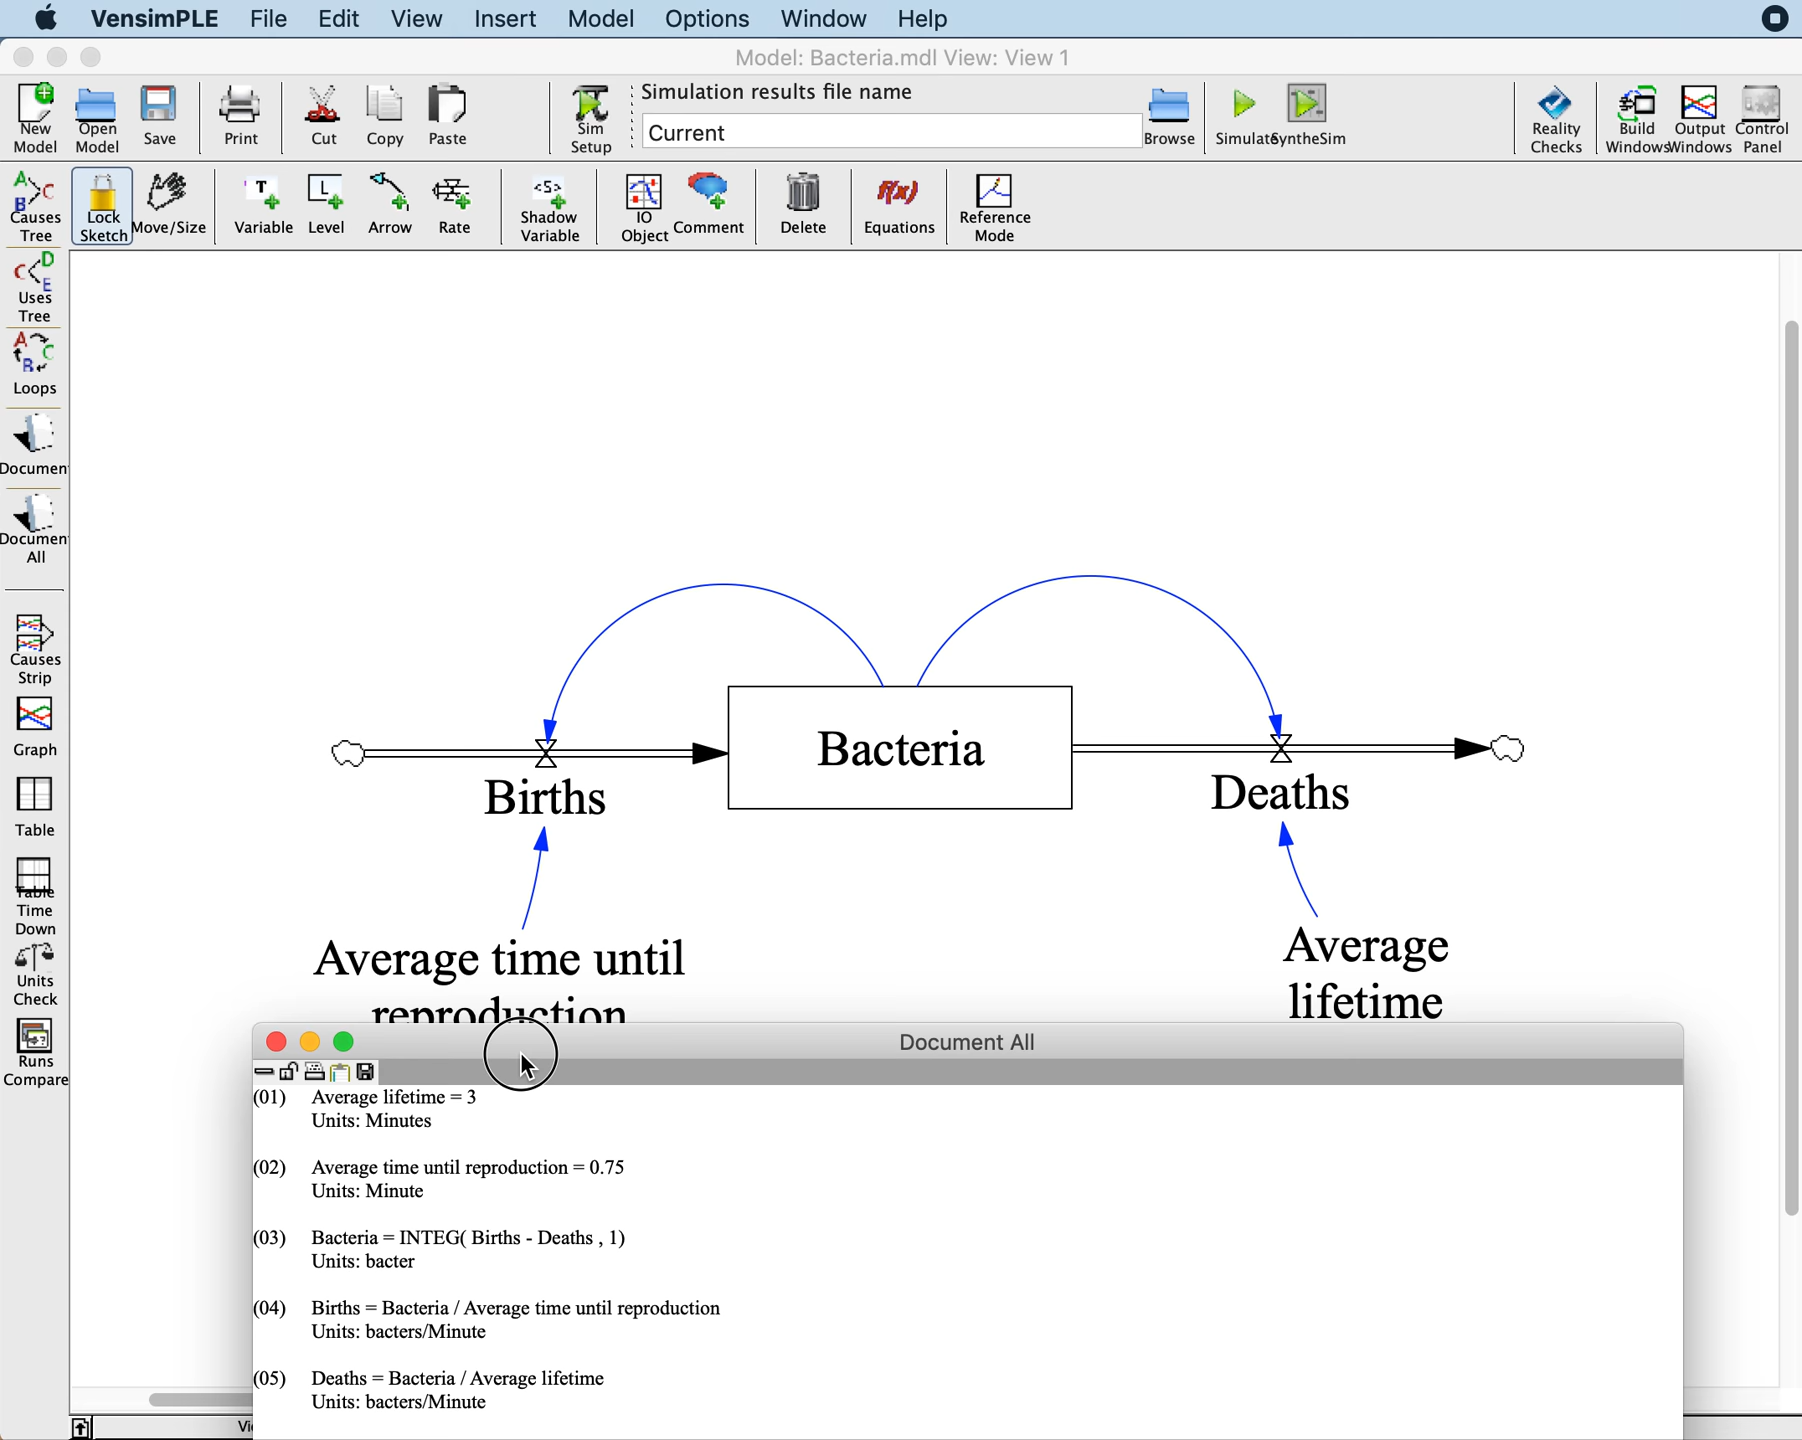 VensimPLE File Edit View Insert Model Options Window Help
Model: Bacteria.mdl View: View 1
New Model
Open Model
Save
Print
Cut
Copy
Paste
Sim Setup
Simulation results file name
Current
Browse
Simulate
SyntheSim
Reality Checks
Build Windows
Output Windows
Control Panel
Causes Tree
Lock Sketch
Move/Size
Variable
Level
Arrow
Rate
Shadow Variable
IO Object
Comment
Delete
Equations
Reference Mode
Uses Tree
Loops
Documen
Documen
All
Causes Strip
Graph
Table
Table Time Down
Units Check
Runs Compare
Bacteria
Births
Deaths
Average time until
reproduction
Average
lifetime
Document All
(01) Average lifetime = 3
Units: Minutes
(02) Average time until reproduction = 0.75
Units: Minute
(03) Bacteria = INTEG( Births - Deaths , 1)
Units: bacter
(04) Births = Bacteria / Average time until reproduction
Units: bacters/Minute
(05) Deaths = Bacteria / Average lifetime
Units: bacters/Minute